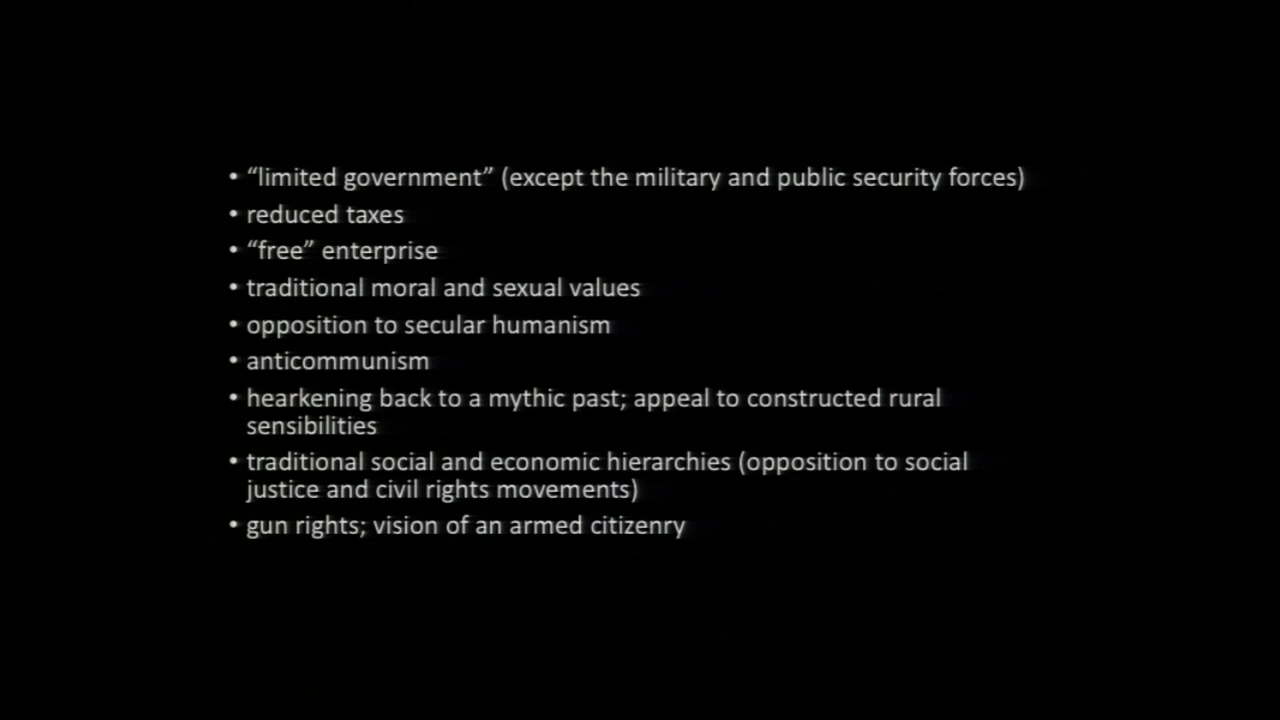 • “limited government” (except the military and public security forces)
• reduced taxes
• “free” enterprise
• traditional moral and sexual values
• opposition to secular humanism
• anticommunism
• hearkening back to a mythic past; appeal to constructed rural
sensibilities
• traditional social and economic hierarchies (opposition to social
justice and civil rights movements)
• gun rights; vision of an armed citizenry